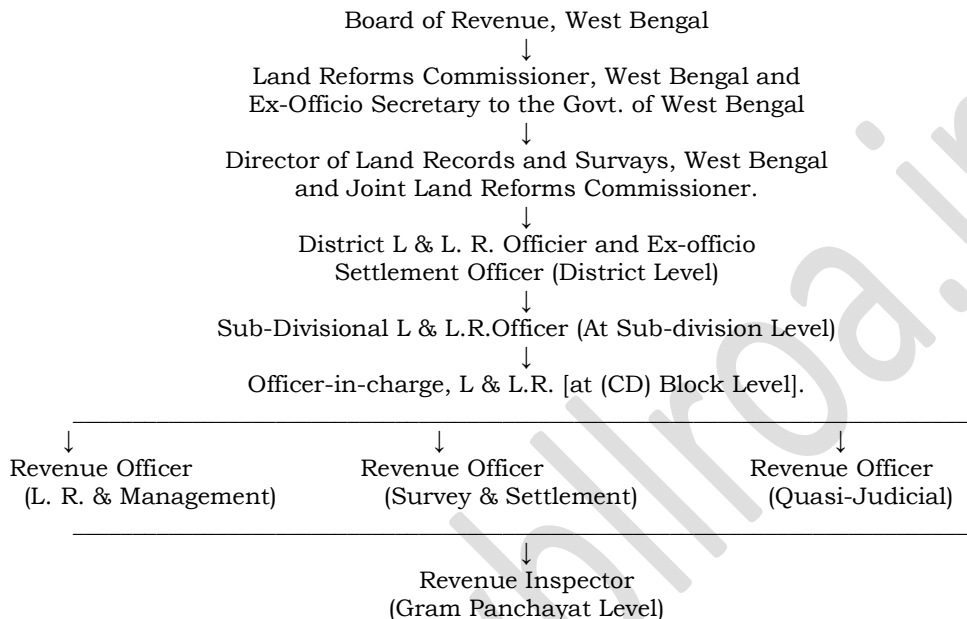 Board of Revenue, West Bengal
↓
Land Reforms Commissioner, West Bengal and
Ex-Officio Secretary to the Govt. of West Bengal
↓
Director of Land Records and Survays, West Bengal
and Joint Land Reforms Commissioner.
↓
District L & L. R. Officier and Ex-officio
Settlement Officer (District Level)
↓
Sub-Divisional L & L.R.Officer (At Sub-division Level)
↓
Officer-in-charge, L & L.R. [at (CD) Block Level].
↓ ↓ ↓
Revenue Officer Revenue Officer Revenue Officer
(L. R. & Management) (Survey & Settlement) (Quasi-Judicial)
↓
Revenue Inspector
(Gram Panchayat Level)